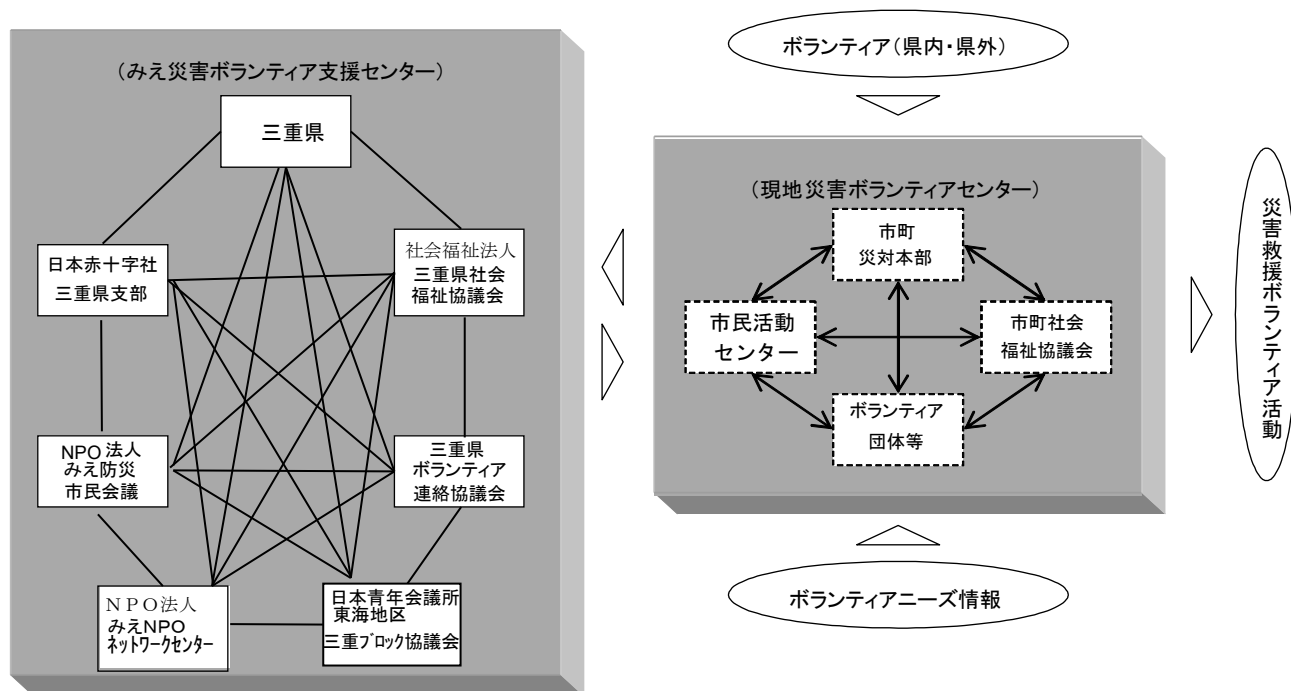 （みえ災害ボランティア支援センター）
三重県
日本赤十字社
三重県支部
社会福祉法人
三重県社会
福祉協議会
NPO法人
みえ防災
市民会議
三重県
ボランティア
連絡協議会
NPO法人
みえNPO
ネットワークセンター
日本青年会議所
東海地区
三重ブロック協議会
ボランティア（県内・県外）
（現地災害ボランティアセンター）
市町
災対本部
市民活動
センター
市町社会
福祉協議会
ボランティア
団体等
ボランティアニーズ情報
災害救援ボランティア活動